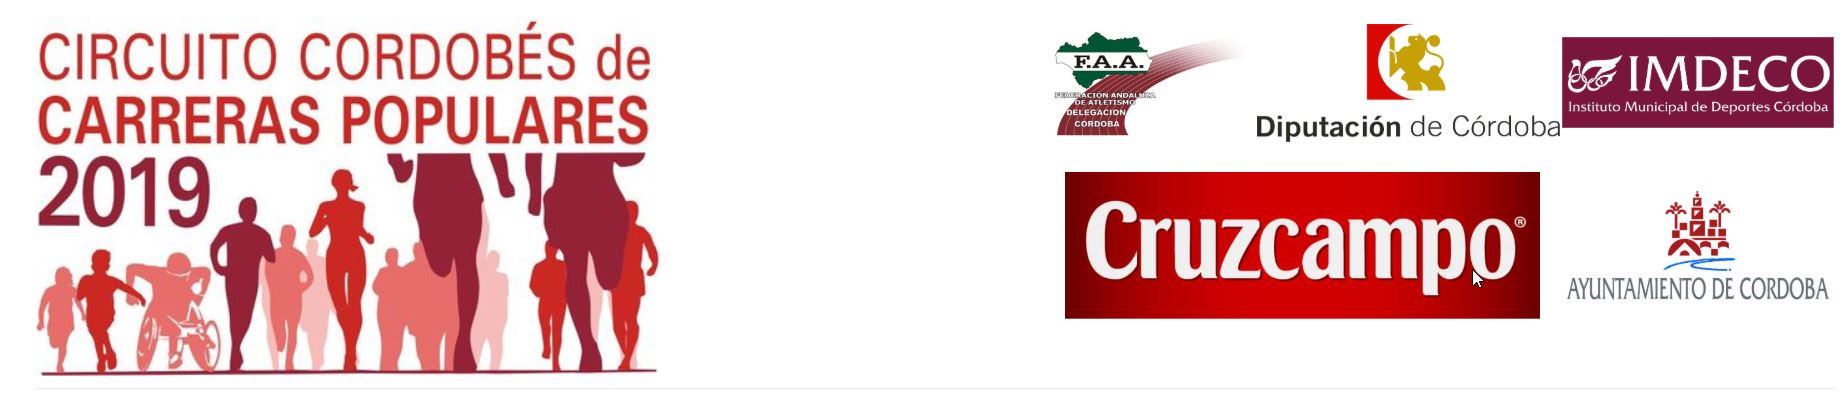 CIRCUITO CORDOBÉS de
CARRERAS POPULARES
2019
F.A.A.
FEDERACION ANDALUZA
DE ATLETISMO
DELEGACION
CORDOBA
Diputación de Córdoba
IMDECO
Instituto Municipal de Deportes Córdoba
Cruzcampo®
AYUNTAMIENTO DE CORDOBA